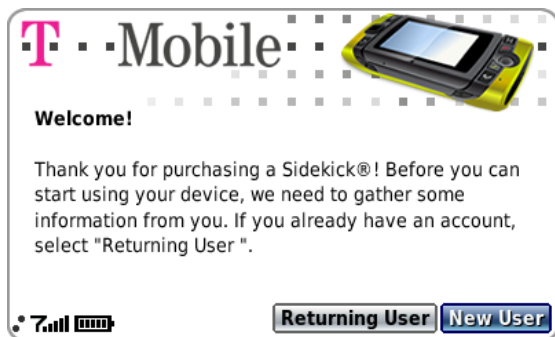 T · · Mobile · ·
Welcome!
Thank you for purchasing a Sidekick®! Before you can
start using your device, we need to gather some
information from you. If you already have an account,
select "Returning User ".
Returning User New User